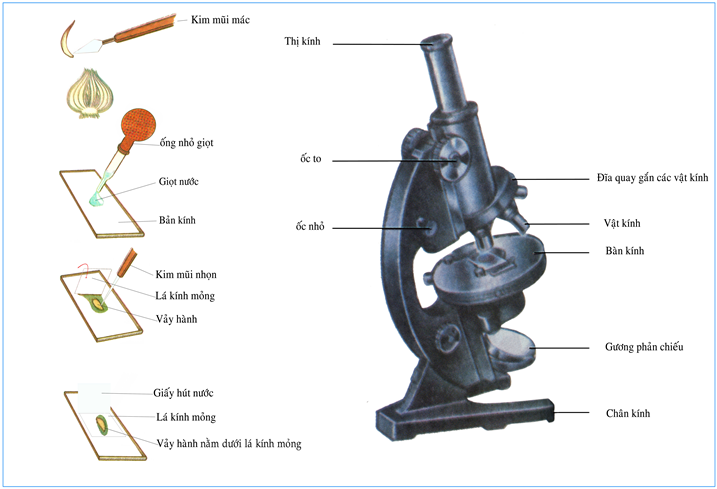 Kim mũi mác
ống nhỏ giọt
Giọt nước
Bản kính
Kim mũi nhọn
Lá kính mỏng
Vảy hành
Giấy hút nước
Lá kính mỏng
Vảy hành nằm dưới lá kính mỏng
Thị kính
ốc to
ốc nhỏ
Đĩa quay gắn các vật kính
Vật kính
Bàn kính
Gương phản chiếu
Chân kính